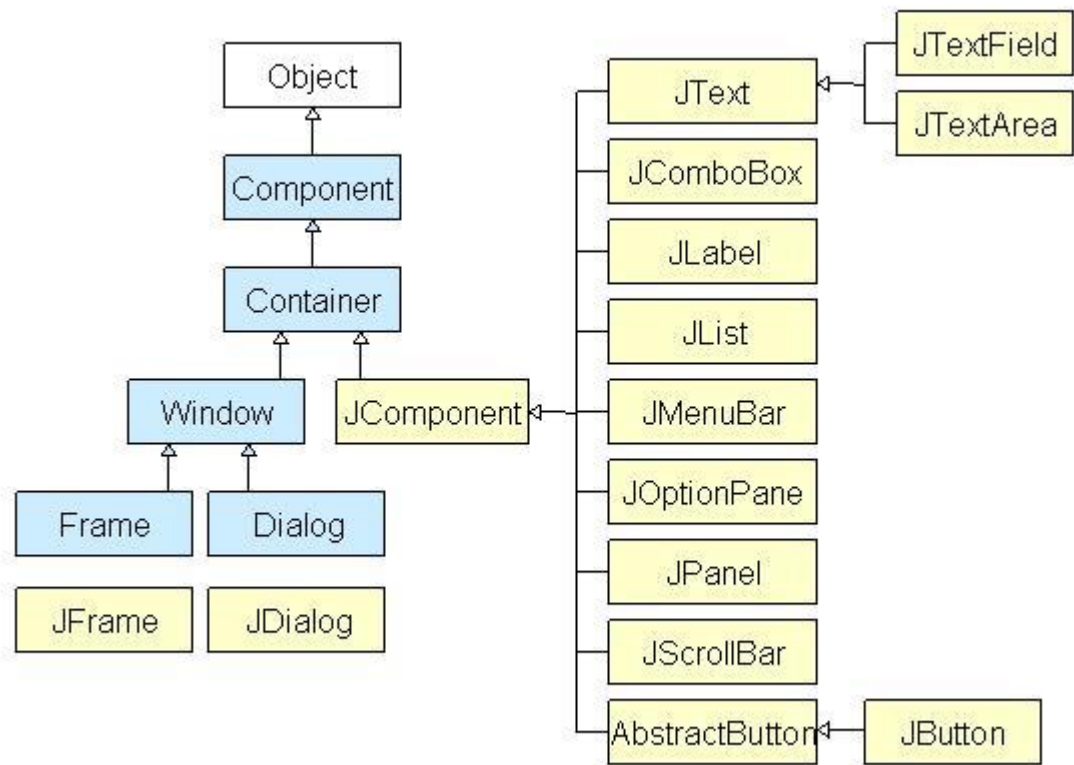 Object
Component
Container
Window
JComponent
Frame
Dialog
JFrame
JDialog
JText
JComboBox
JLabel
JList
JMenuBar
JOptionPane
JPanel
JScrollBar
AbstractButton
JTextField
JTextArea
JButton